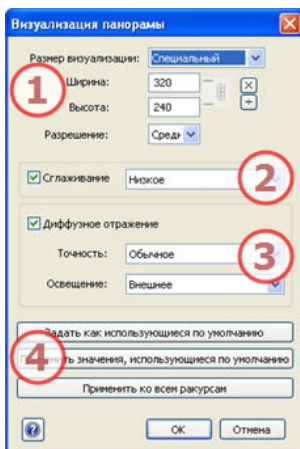 Визуализация панорамы
Размер визуализации: Специальный
1
Ширина: 320
Высота: 240
Разрешение:
Сглаживание Низкое
2
Диффузное отражение
Точность: Обычное
3
Освещение: Внешнее
Задать как использующиеся по умолчанию
4
значения, использующиеся по умолчанию
Применить ко всем ракурсам
? OK Отмена